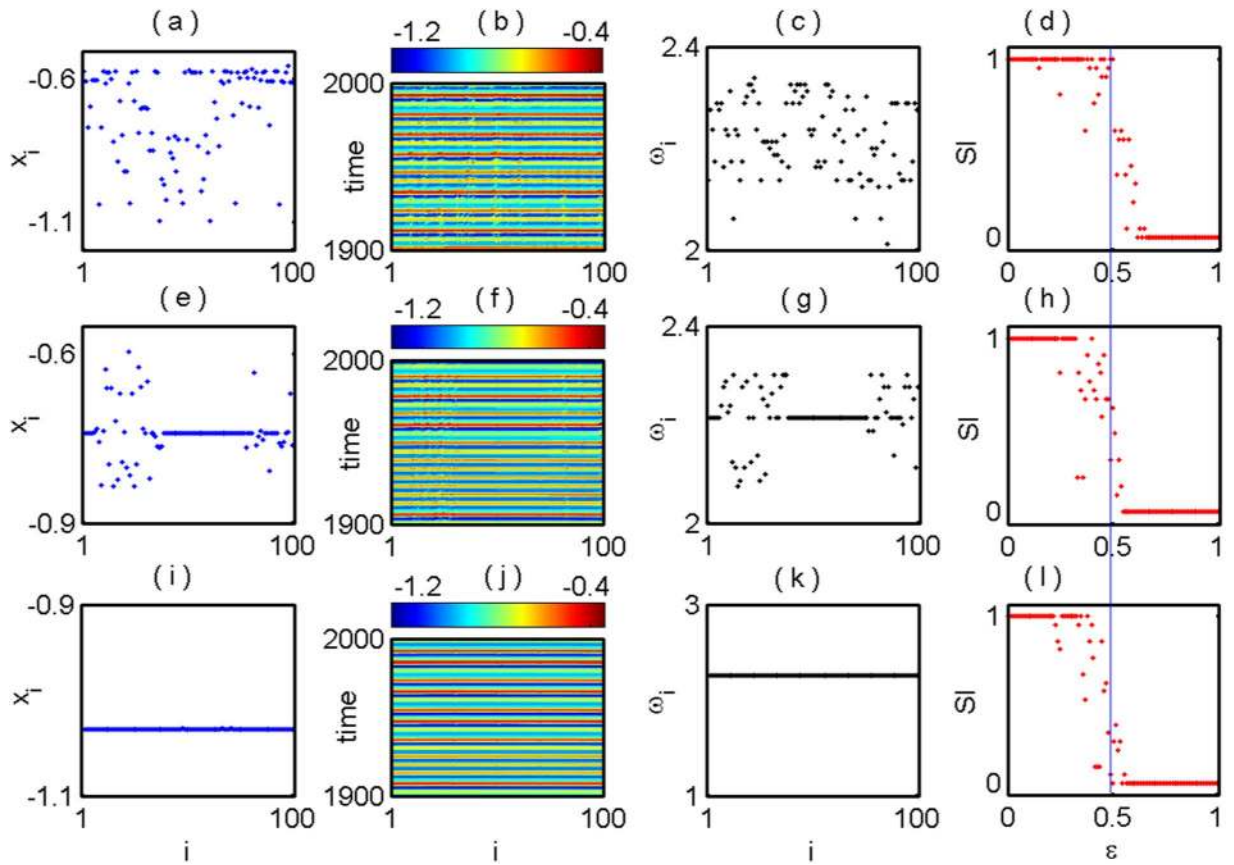 ( a ) ( b ) ( c ) ( d )
-1.2 -0.4
-0.6
-1.1
x_i
1 100
2000
1900
time
1 100
2.4
2
ω_i
1 100
1
0
SI
0 0.5 1
( e ) ( f ) ( g ) ( h )
-1.2 -0.4
-0.6
-0.9
x_i
1 100
2000
1900
time
1 100
2.4
2
ω_i
1 100
1
0
SI
0 0.5 1
( i ) ( j ) ( k ) ( l )
-1.2 -0.4
-0.9
-1.1
x_i
1 100
i
2000
1900
time
1 100
i
3
1
ω_i
1 100
i
1
0
SI
0 0.5 1
ε